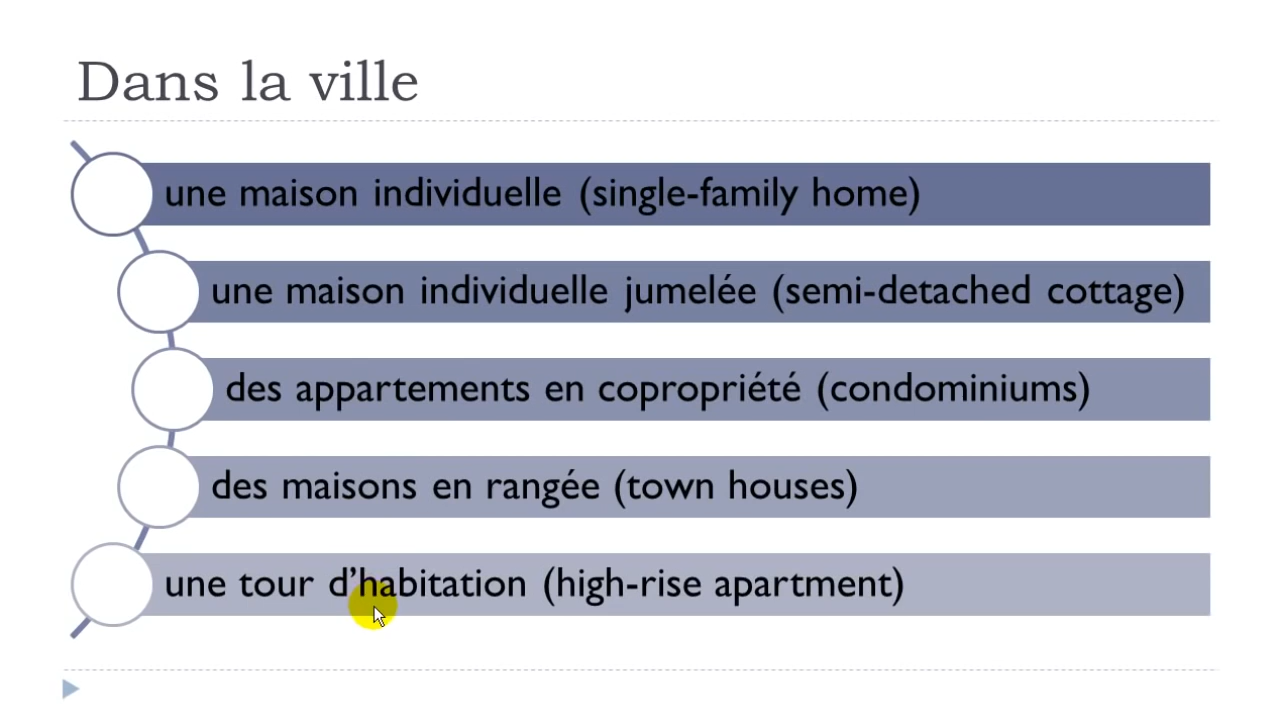 Dans la ville
une maison individuelle (single-family home)
une maison individuelle jumelée (semi-detached cottage)
des appartements en copropriété (condominiums)
des maisons en rangée (town houses)
une tour d’habitation (high-rise apartment)